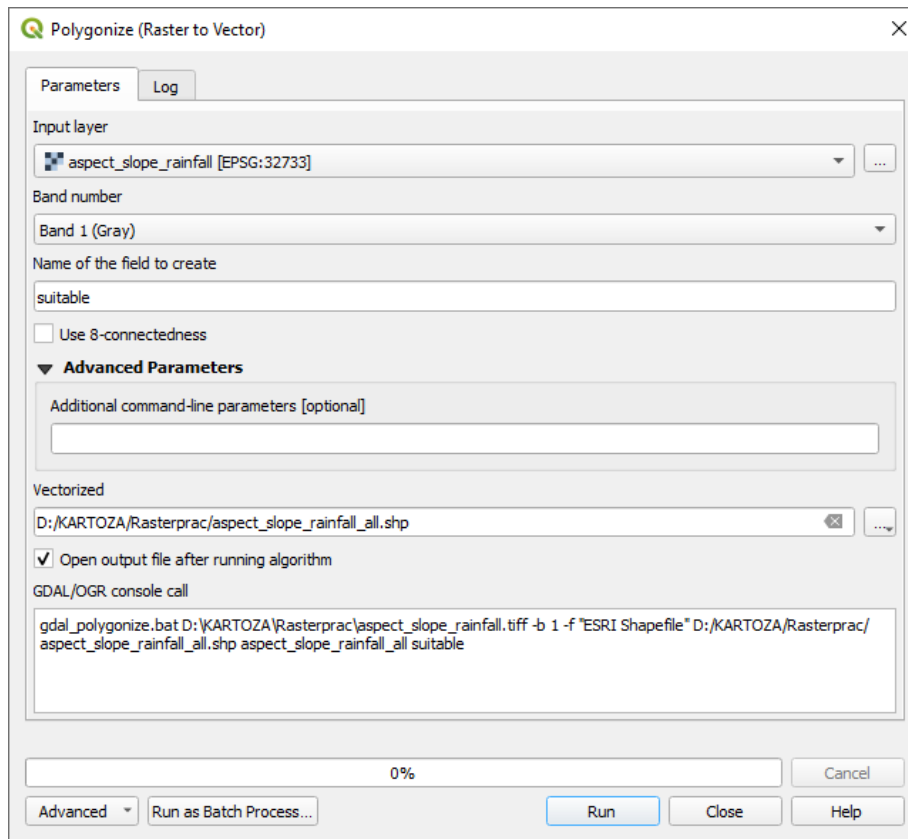 Polygonize (Raster to Vector)
Parameters
Log
Input layer
aspect_slope_rainfall [EPSG:32733]
...
Band number
Band 1 (Gray)
Name of the field to create
suitable
Use 8-connectedness
Advanced Parameters
Additional command-line parameters [optional]
Vectorized
D:/KARTOZA/Rasterprac/aspect_slope_rainfall_all.shp
...
Open output file after running algorithm
GDAL/OGR console call
gdal_polygonize.bat D:\KARTOZA\Rasterprac\aspect_slope_rainfall.tiff -b 1 -f "ESRI Shapefile" D:/KARTOZA/Rasterprac/
aspect_slope_rainfall_all.shp aspect_slope_rainfall_all suitable
0%
Cancel
Advanced
Run as Batch Process...
Run
Close
Help